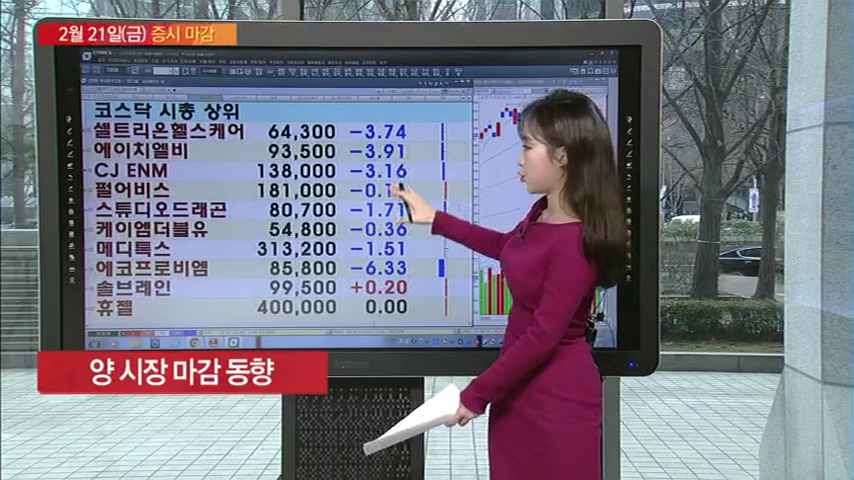 2월 21일(금) 증시 마감
코스닥 시총 상위
셀트리온헬스케어 64,300 -3.74
에이치엘비 93,500 -3.91
CJ ENM 138,000 -3.16
펄어비스 181,000
스튜디오드래곤 80,700 -1.71
케이엠더블유 54,800 -0.36
메디톡스 313,200 -1.51
에코프로비엠 85,800 -6.33
솔브레인 99,500 +0.20
휴젤 400,000 0.00
양 시장 마감 동향